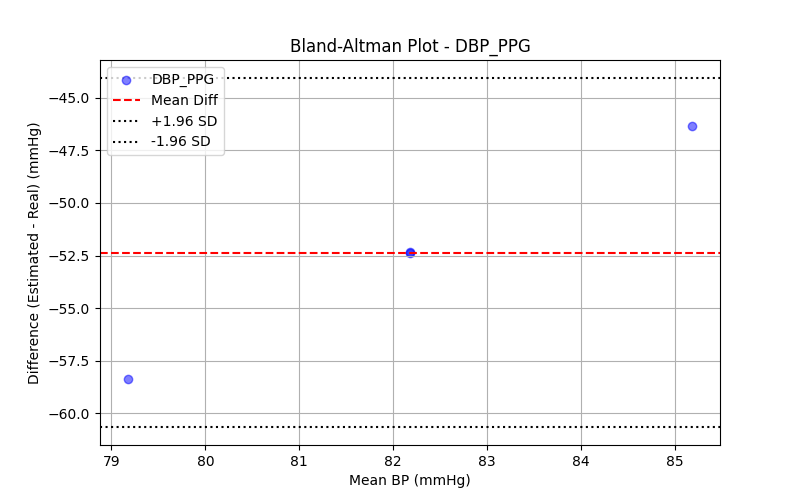 Bland-Altman Plot - DBP_PPG
DBP_PPG
Mean Diff
+1.96 SD
-1.96 SD
Difference (Estimated - Real) (mmHg)
−45.0
−47.5
−50.0
−52.5
−55.0
−57.5
−60.0
79 80 81 82 83 84 85
Mean BP (mmHg)